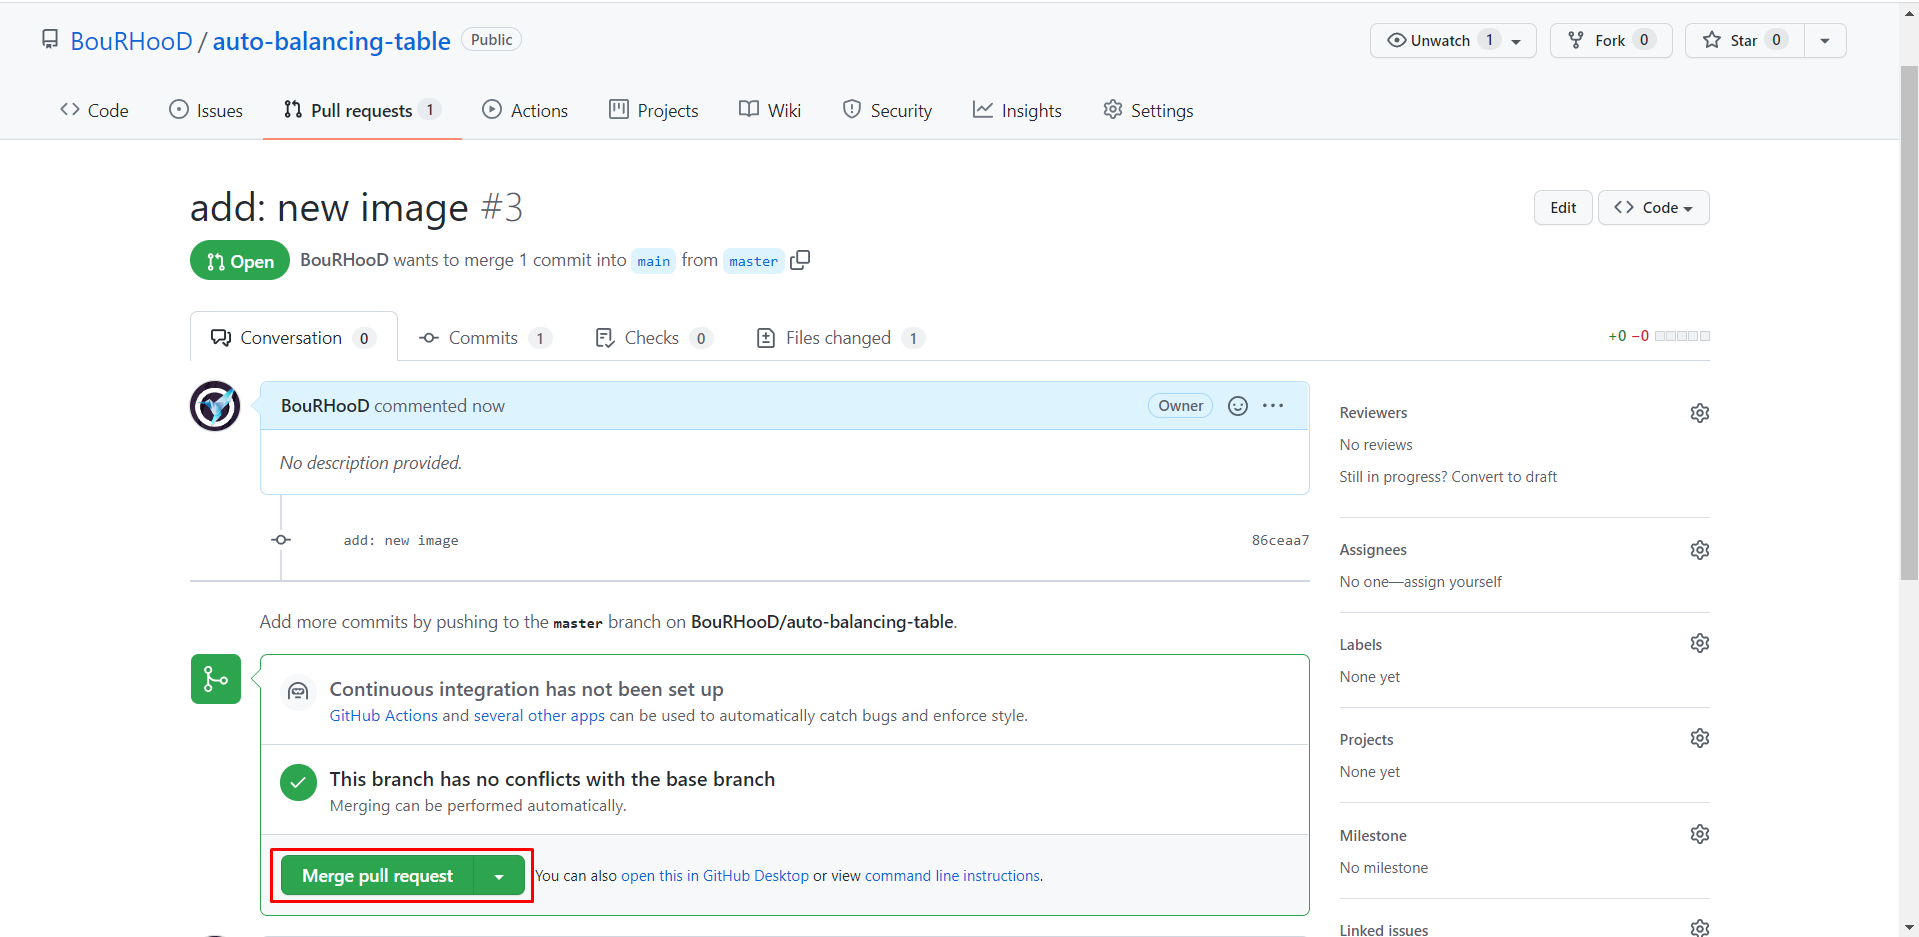 BouRHooD / auto-balancing-table Public
Unwatch 1 Fork 0 Star 0
Code Issues Pull requests 1 Actions Projects Wiki Security Insights Settings
add: new image #3
Edit Code
Open BouRHooD wants to merge 1 commit into main from master
Conversation 0 Commits 1 Checks 0 Files changed 1
+0 −0
BouRHooD commented now
Owner
No description provided.
add: new image 86ceaa7
Add more commits by pushing to the master branch on BouRHooD/auto-balancing-table.
Continuous integration has not been set up
GitHub Actions and several other apps can be used to automatically catch bugs and enforce style.
This branch has no conflicts with the base branch
Merging can be performed automatically.
Merge pull request You can also open this in GitHub Desktop or view command line instructions.
Reviewers
No reviews
Still in progress? Convert to draft
Assignees
No one—assign yourself
Labels
None yet
Projects
None yet
Milestone
No milestone
Linked issues